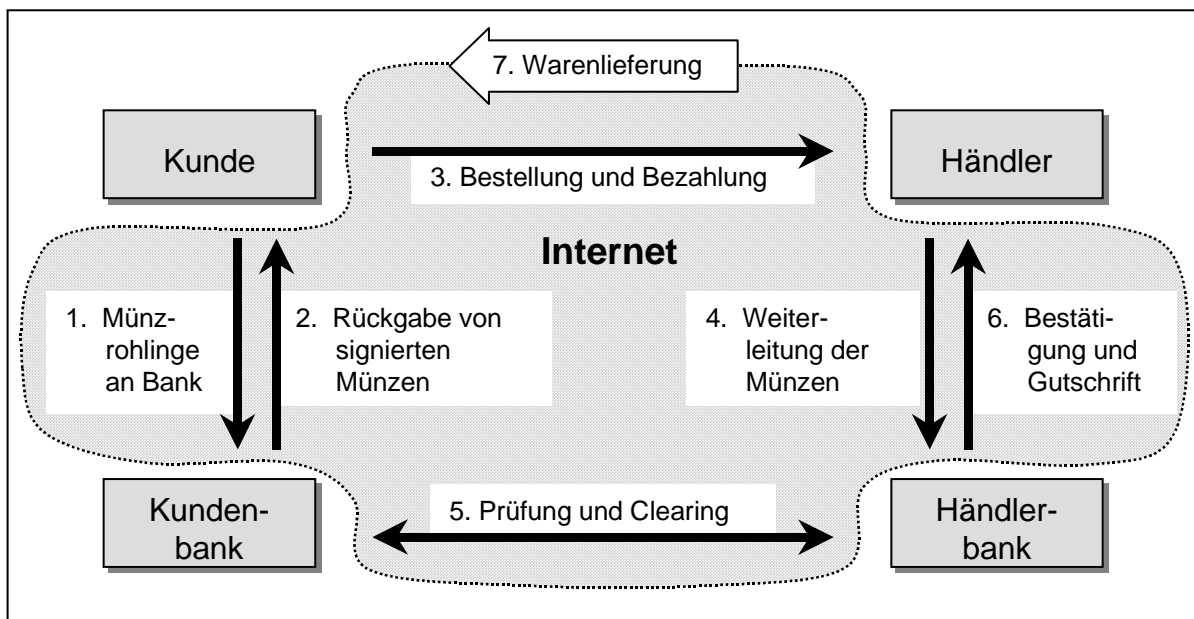 7. Warenlieferung
Kunde
Händler
3. Bestellung und Bezahlung
Internet
1. Münz-
rohlinge
an Bank
2. Rückgabe von
signierten
Münzen
4. Weiter-
leitung der
Münzen
6. Bestäti-
gung und
Gutschrift
Kunden-
bank
5. Prüfung und Clearing
Händler-
bank